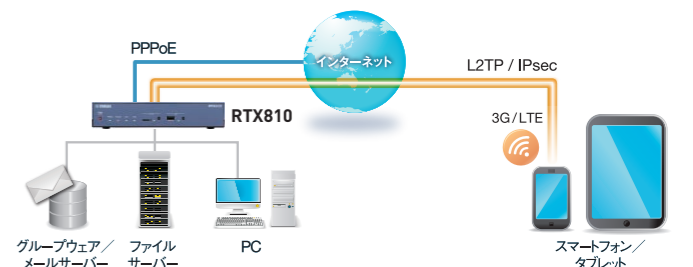 PPPoE
インターネット
L2TP / IPsec
RTX810
3G/LTE
グループウェア／
メールサーバー
ファイル
サーバー
PC
スマートフォン／
タブレット